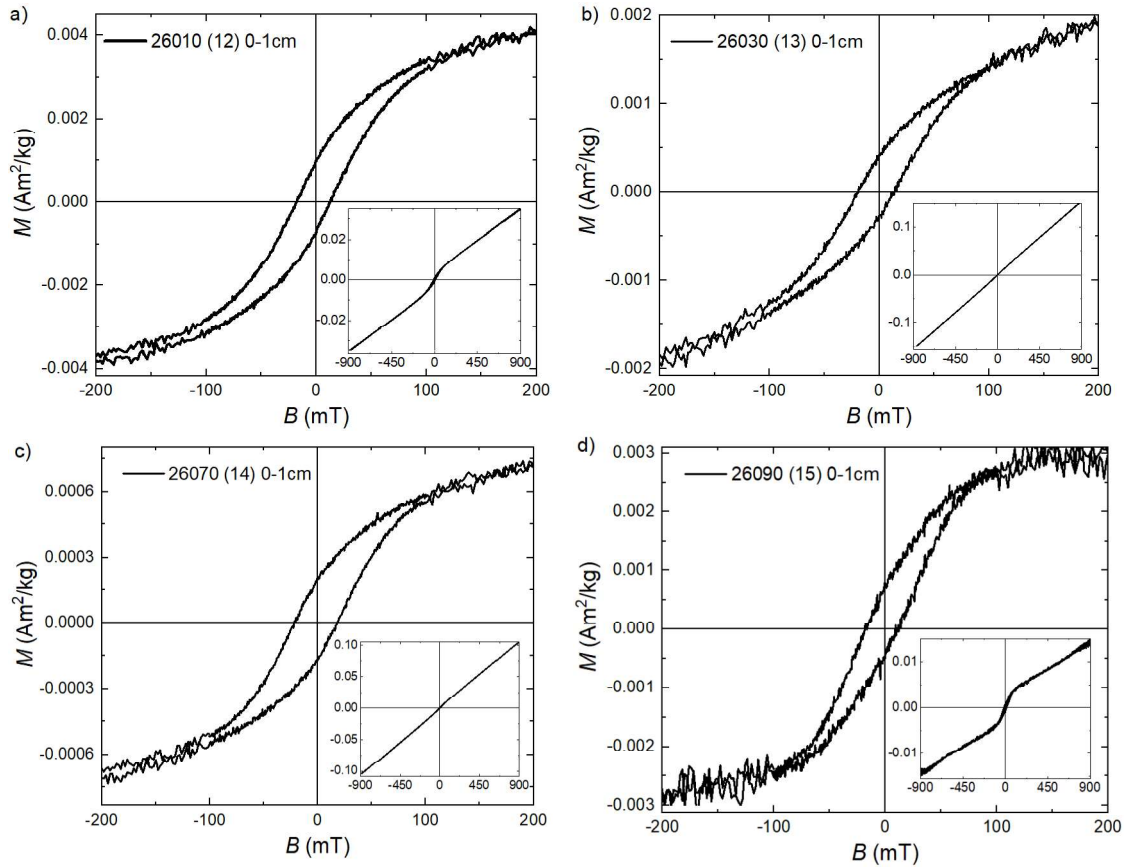 a)
26010 (12) 0-1cm
M (Am²/kg)
0.004
0.002
0.000
-0.002
-0.004
-200 -100 0 100 200
B (mT)
0.02
0.00
-0.02
-900 -450 0 450 900
b)
26030 (13) 0-1cm
M (Am²/kg)
0.002
0.001
0.000
-0.001
-0.002
-200 -100 0 100 200
B (mT)
0.1
0.0
-0.1
-900 -450 0 450 900
c)
26070 (14) 0-1cm
M (Am²/kg)
0.0006
0.0003
0.0000
-0.0003
-0.0006
-200 -100 0 100 200
B (mT)
0.10
0.05
0.00
-0.05
-0.10
-900 -450 0 450 900
d)
26090 (15) 0-1cm
M (Am²/kg)
0.003
0.002
0.001
0.000
-0.001
-0.002
-0.003
-200 -100 0 100 200
B (mT)
0.01
0.00
-0.01
-900 -450 0 450 900